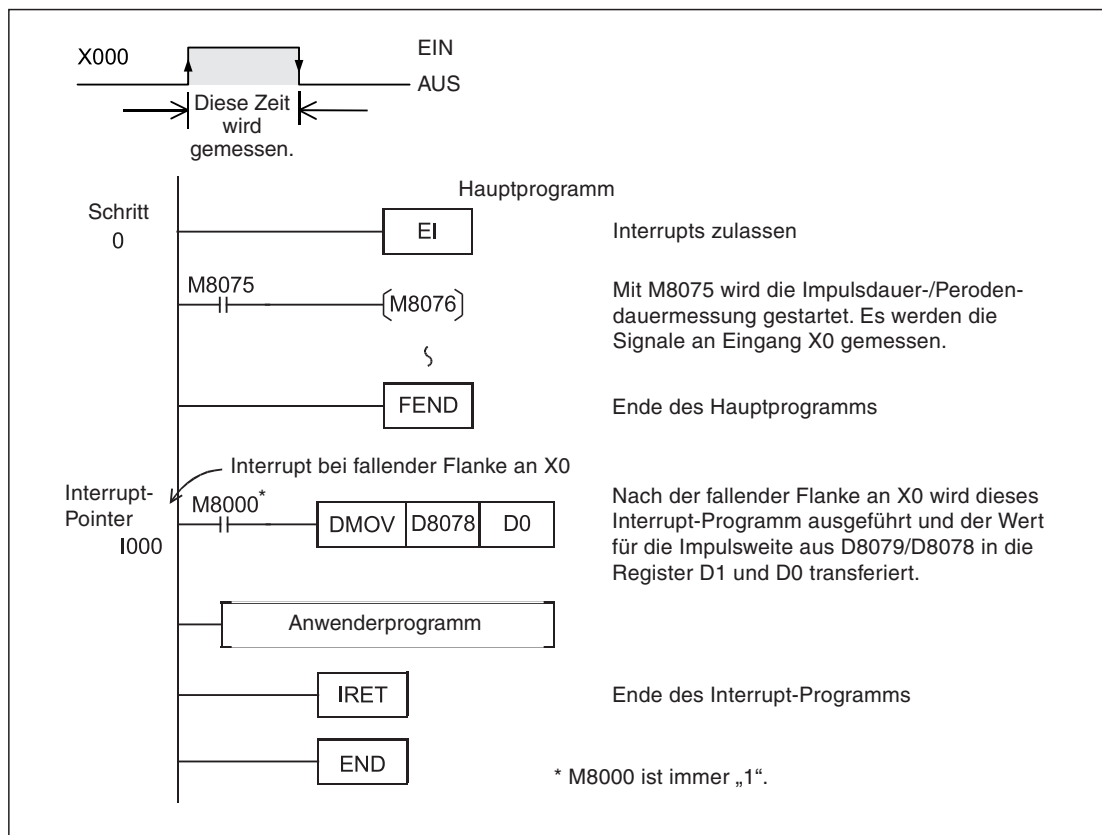 X000
EIN
AUS
Diese Zeit
wird
gemessen.
Hauptprogramm
Schritt
0
EI
Interrupts zulassen
M8075
M8076
Mit M8075 wird die Impulsdauer-/Peroden-
dauermessung gestartet. Es werden die
Signale an Eingang X0 gemessen.
FEND
Ende des Hauptprogramms
Interrupt bei fallender Flanke an X0
Interrupt-
Pointer
I000
M8000*
DMOV D8078 D0
Nach der fallender Flanke an X0 wird dieses
Interrupt-Programm ausgeführt und der Wert
für die Impulsweite aus D8079/D8078 in die
Register D1 und D0 transferiert.
Anwenderprogramm
IRET
Ende des Interrupt-Programms
END
* M8000 ist immer „1“.